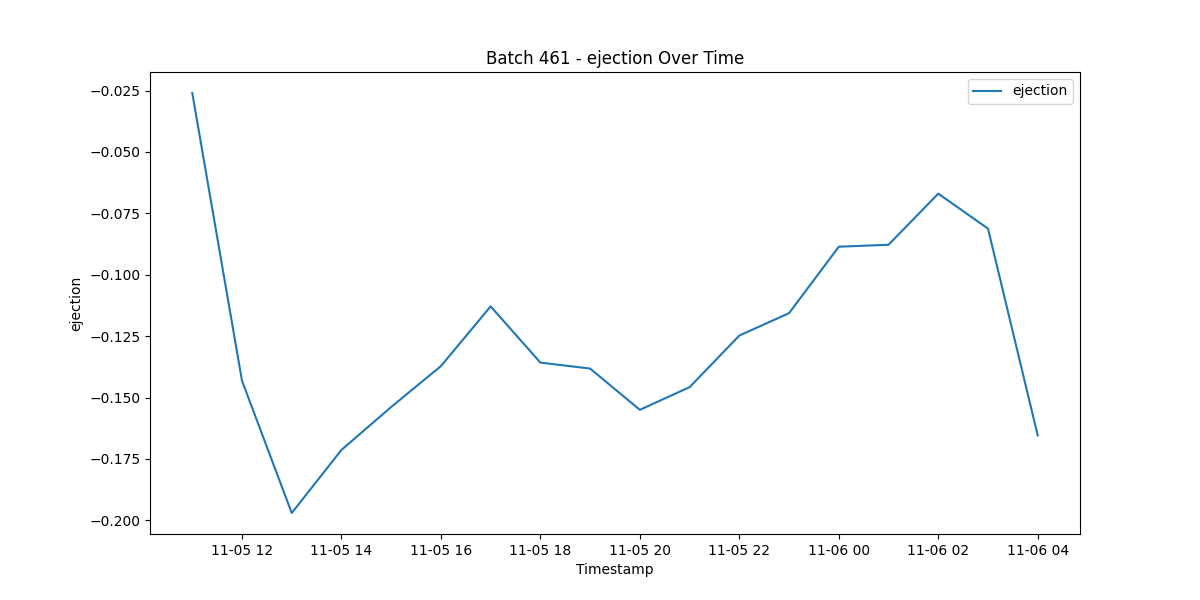 Batch 461 - ejection Over Time
ejection
−0.025
−0.050
−0.075
−0.100
−0.125
−0.150
−0.175
−0.200
ejection
11-05 12 11-05 14 11-05 16 11-05 18 11-05 20 11-05 22 11-06 00 11-06 02 11-06 04
Timestamp